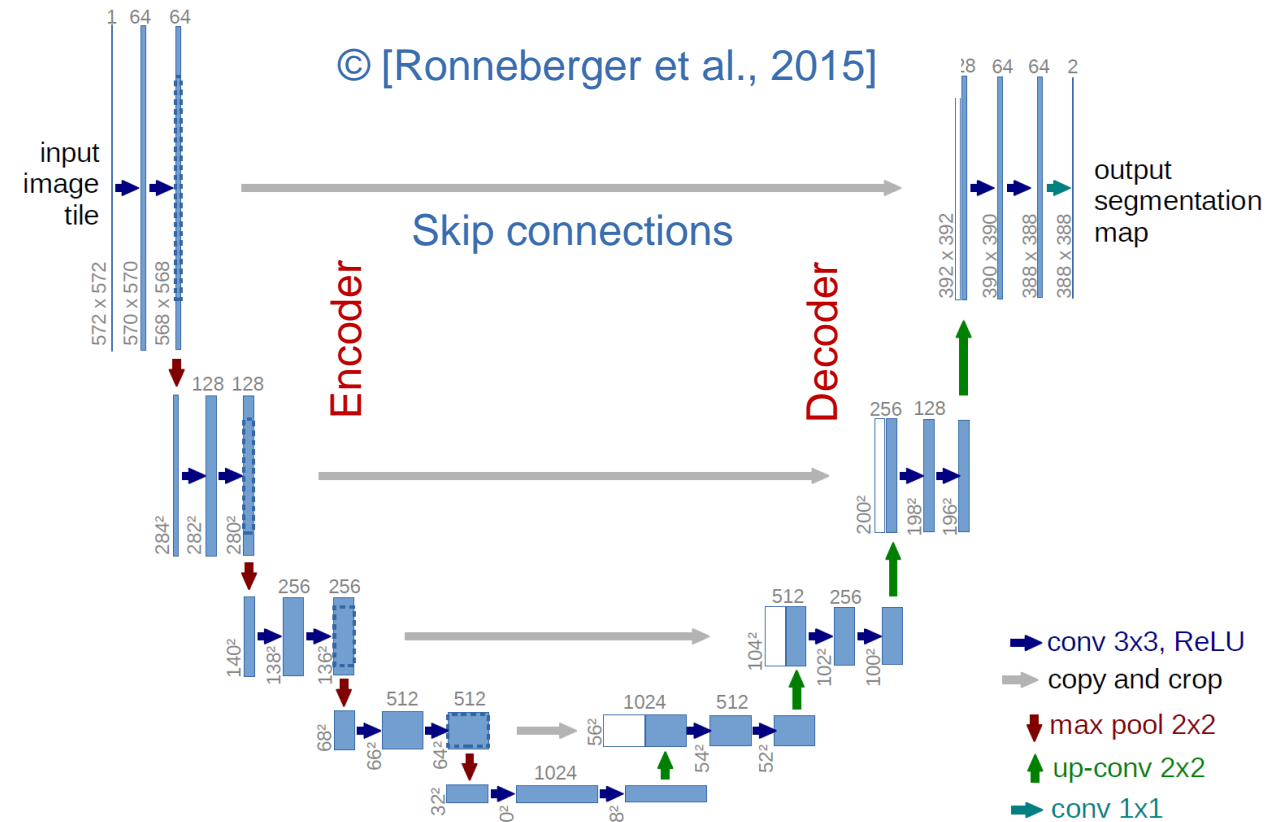 1 64 64
© [Ronneberger et al., 2015]
28 64 64 2
input
image
tile
output
segmentation
map
Skip connections
572 x 572
570 x 570
568 x 568
392 x 392
390 x 390
388 x 388
388 x 388
Encoder
Decoder
128 128
256 128
284²
282²
280²
200²
198²
196²
256 256
512 256
140²
138²
136²
104²
102²
100²
conv 3x3, ReLU
copy and crop
max pool 2x2
up-conv 2x2
conv 1x1
512 512
1024 512
68²
66²
64²
56²
54²
52²
1024
32²
0²
8²